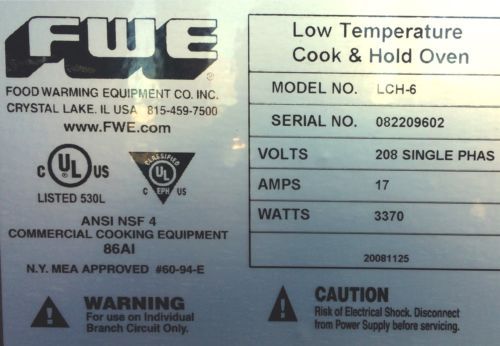 FWE
®
FOOD WARMING EQUIPMENT CO. INC.
CRYSTAL LAKE. IL USA 815-459-7500
www.FWE.com
C UL US
LISTED 530L
CLASSIFIED
UL
C EPH US
ANSI NSF 4
COMMERCIAL COOKING EQUIPMENT
86AI
N.Y. MEA APPROVED #60-94-E
Low Temperature
Cook & Hold Oven
MODEL NO. LCH-6
SERIAL NO. 082209602
VOLTS 208 SINGLE PHAS
AMPS 17
WATTS 3370
20081125
WARNING
For use on Individual
Branch Circuit Only.
CAUTION
Risk of Electrical Shock. Disconnect
from Power Supply before servicing.